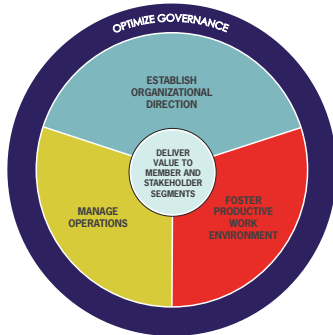 OPTIMIZE GOVERNANCE
ESTABLISH
ORGANIZATIONAL
DIRECTION
DELIVER
VALUE TO
MEMBER AND
STAKEHOLDER
SEGMENTS
MANAGE
OPERATIONS
FOSTER
PRODUCTIVE
WORK
ENVIRONMENT